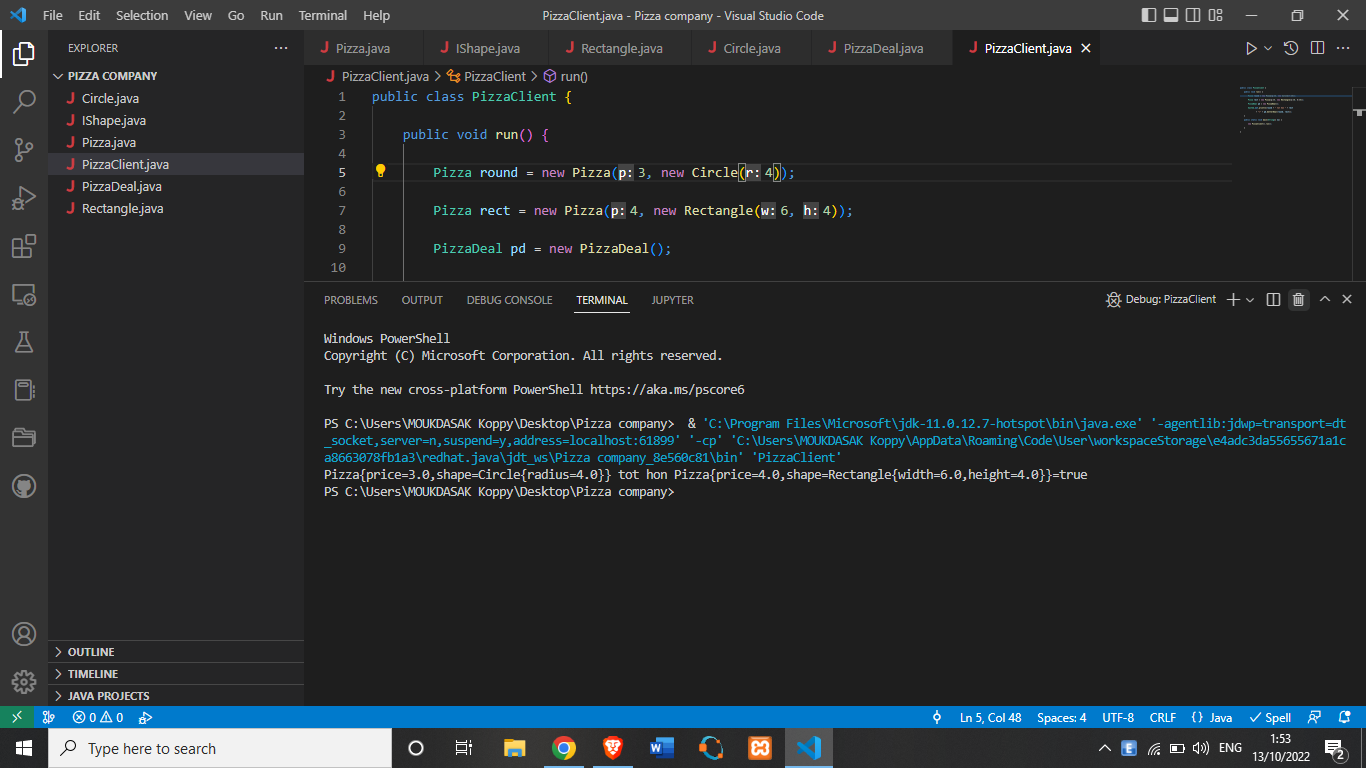 File Edit Selection View Go Run Terminal Help PizzaClient.java - Pizza company - Visual Studio Code
EXPLORER
PIZZA COMPANY
Circle.java
IShape.java
Pizza.java
PizzaClient.java
PizzaDeal.java
Rectangle.java
OUTLINE
TIMELINE
JAVA PROJECTS
Pizza.java IShape.java Rectangle.java Circle.java PizzaDeal.java PizzaClient.java
PizzaClient.java > PizzaClient > run()
1 public class PizzaClient {
2
3 public void run() {
4
5 Pizza round = new Pizza(p: 3, new Circle(r: 4));
6
7 Pizza rect = new Pizza(p: 4, new Rectangle(w: 6, h: 4));
8
9 PizzaDeal pd = new PizzaDeal();
10
PROBLEMS OUTPUT DEBUG CONSOLE TERMINAL JUPYTER Debug: PizzaClient
Windows PowerShell
Copyright (C) Microsoft Corporation. All rights reserved.
Try the new cross-platform PowerShell https://aka.ms/pscore6
PS C:\Users\MOUKDASAK Koppy\Desktop\Pizza company> & 'C:\Program Files\Microsoft\jdk-11.0.12.7-hotspot\bin\java.exe' '-agentlib:jdwp=transport=dt
_socket,server=n,suspend=y,address=localhost:61899' '-cp' 'C:\Users\MOUKDASAK Koppy\AppData\Roaming\Code\User\workspaceStorage\e4adc3da55655671a1c
a8663078fb1a3\redhat.java\jdt_ws\Pizza company_8e560c81\bin' 'PizzaClient'
Pizza{price=3.0,shape=Circle{radius=4.0}} tot hon Pizza{price=4.0,shape=Rectangle{width=6.0,height=4.0}}=true
PS C:\Users\MOUKDASAK Koppy\Desktop\Pizza company>
0 0 Ln 5, Col 48 Spaces: 4 UTF-8 CRLF {} Java Spell
Type here to search ENG 1:53
13/10/2022 2